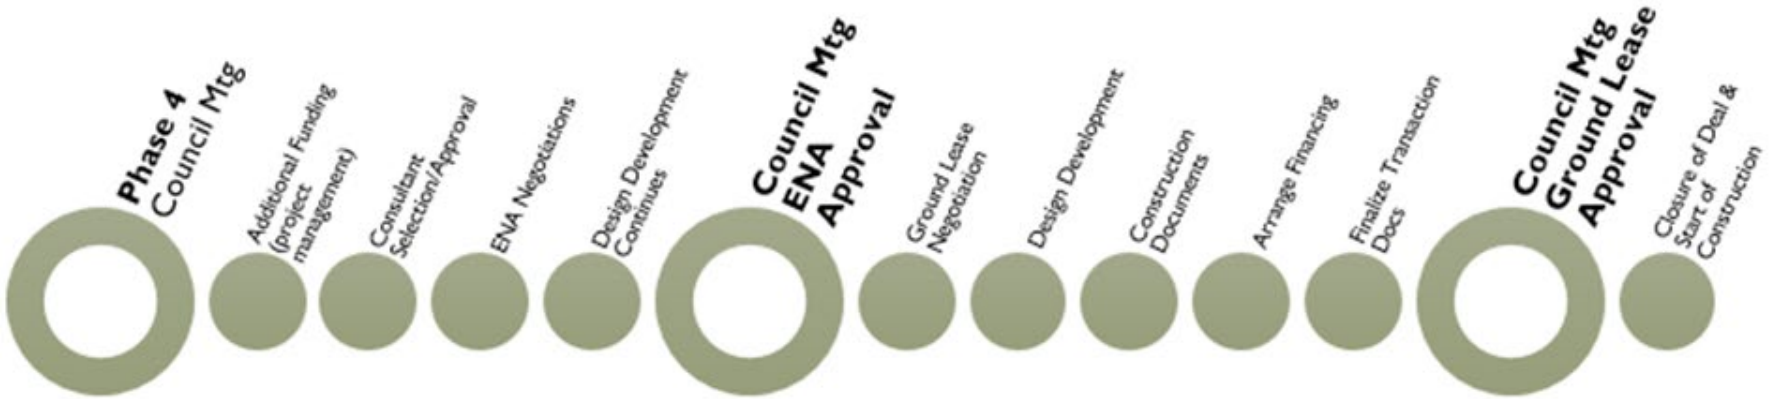 Phase 4
Council Mtg
Additional Funding
(project
management)
Consultant
Selection/Approval
ENA Negotiations
Design Development
Continues
Council Mtg
ENA
Approval
Ground Lease
Negotiation
Design Development
Construction
Documents
Arrange Financing
Finalize Transaction
Docs
Council Mtg
Ground Lease
Approval
Closure of Deal &
Start of
Construction